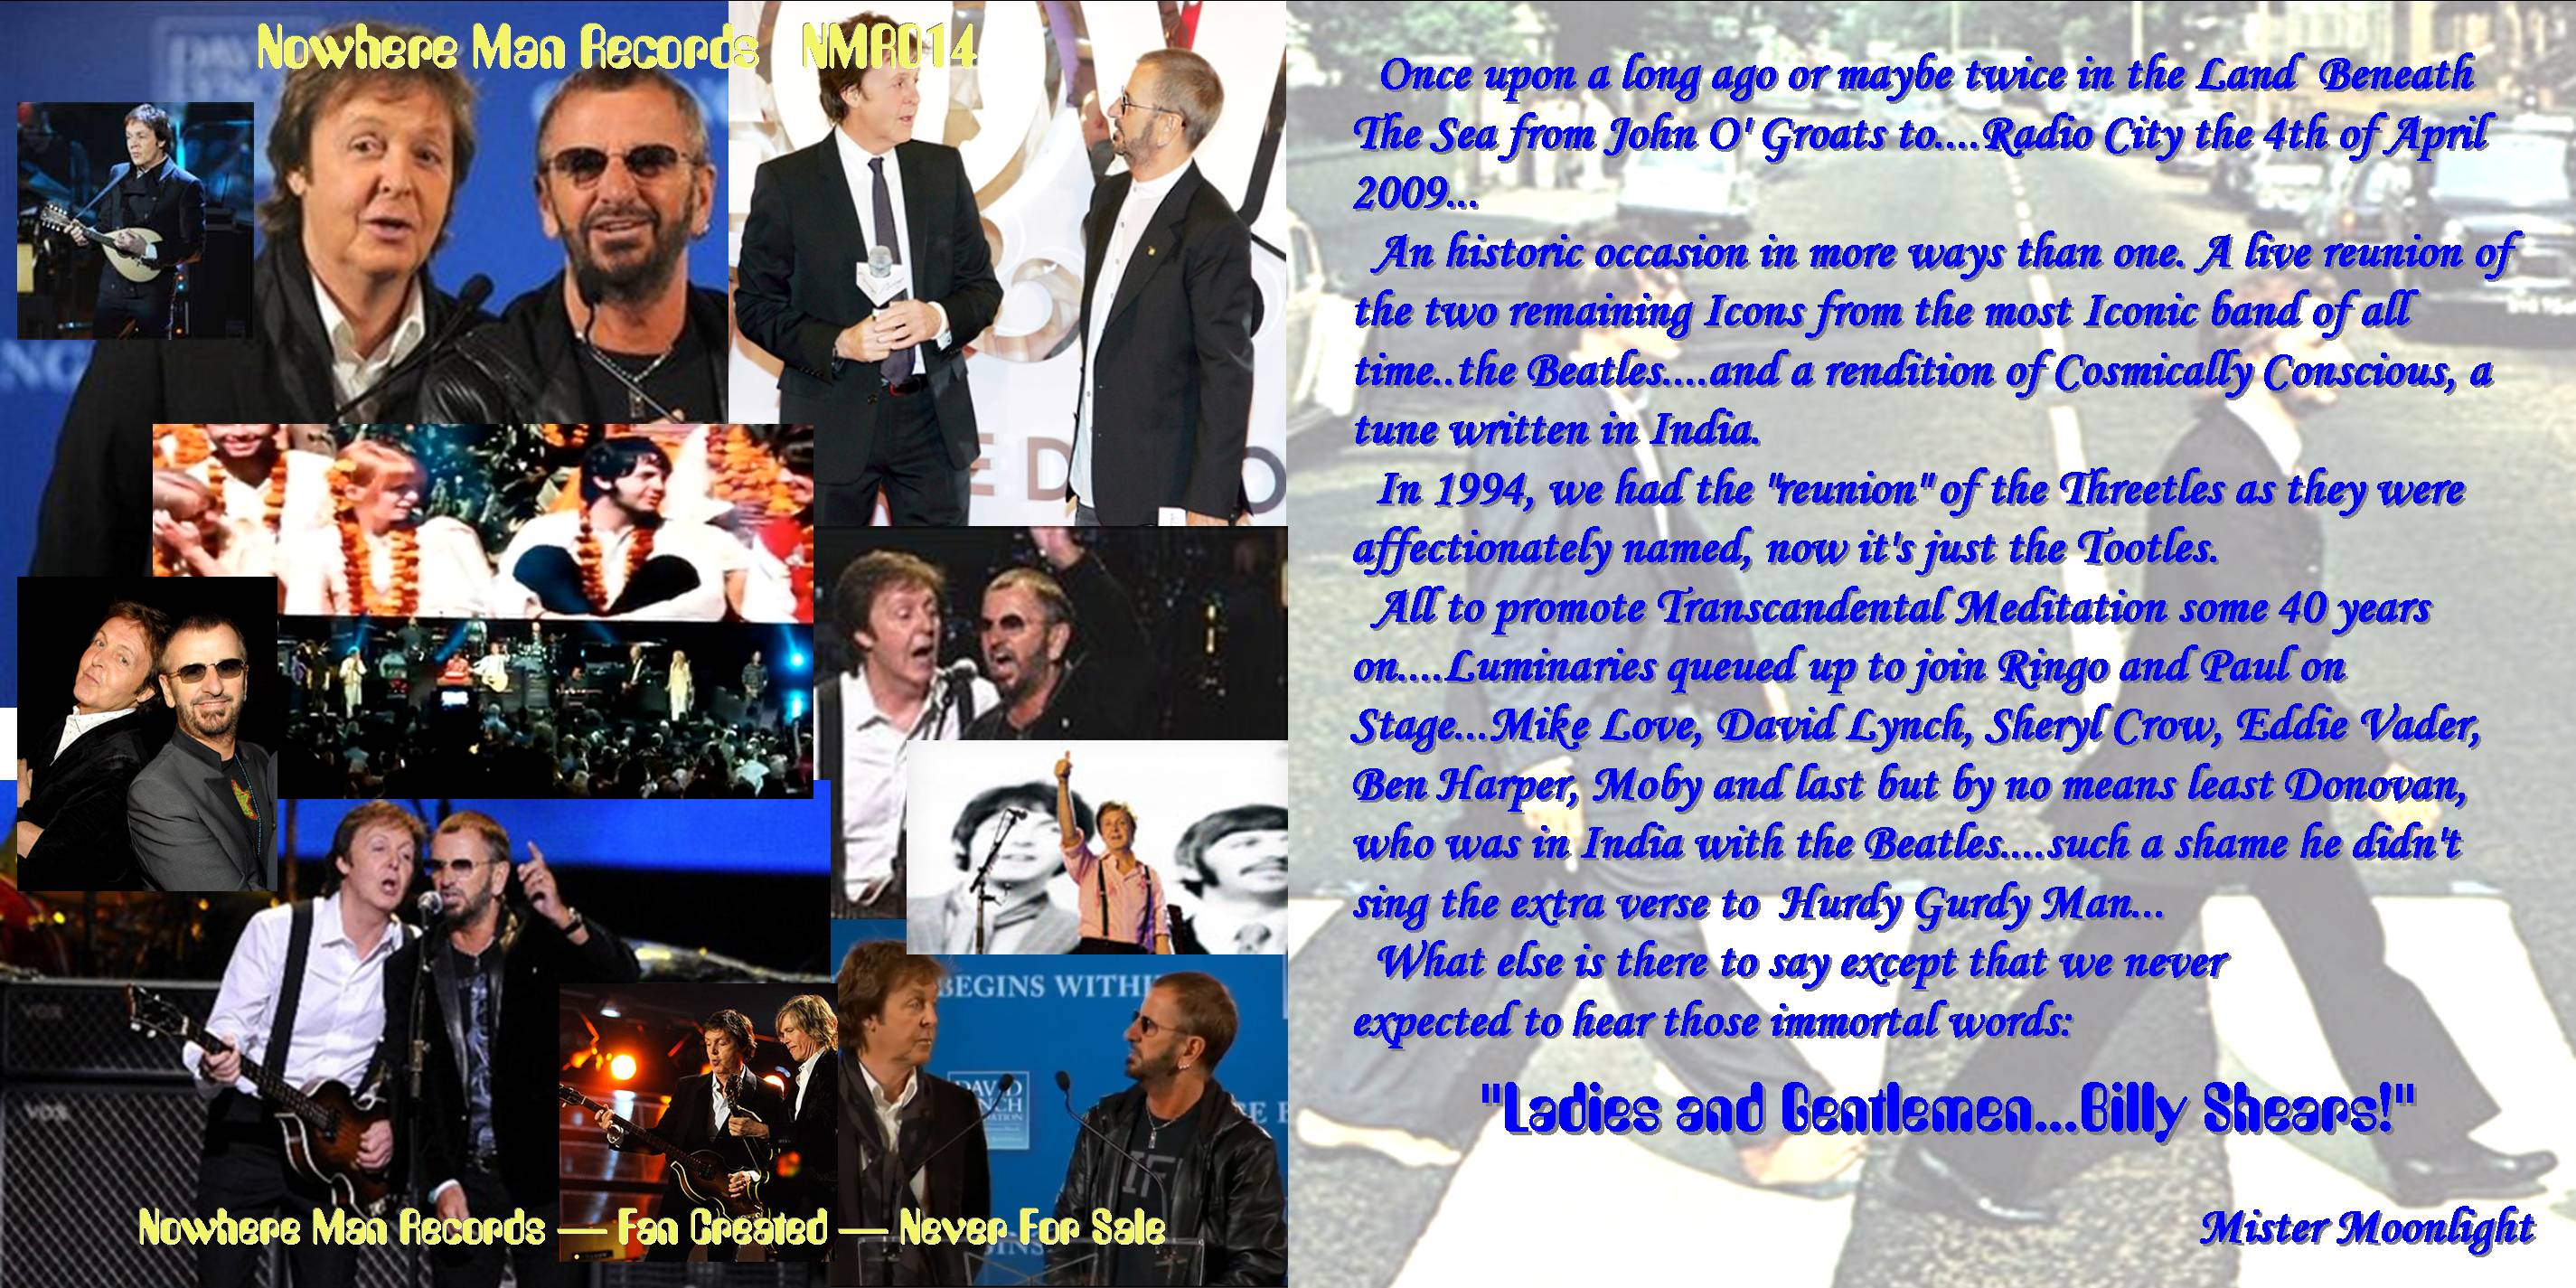 Nowhere Man Records NMR014
VOX
VOX
BEGINS WITHI
DAVID
LYNCH
Nowhere Man Records — Fan Created — Never For Sale
Once upon a long ago or maybe twice in the Land Beneath
The Sea from John O' Groats to....Radio City the 4th of April
2009...
An historic occasion in more ways than one. A live reunion of
the two remaining Icons from the most Iconic band of all
time..the Beatles....and a rendition of Cosmically Conscious, a
tune written in India.
In 1994, we had the "reunion" of the Threetles as they were
affectionately named, now it's just the Tootles.
All to promote Transcandental Meditation some 40 years
on....Luminaries queued up to join Ringo and Paul on
Stage...Mike Love, David Lynch, Sheryl Crow, Eddie Vader,
Ben Harper, Moby and last but by no means least Donovan,
who was in India with the Beatles....such a shame he didn't
sing the extra verse to Hurdy Gurdy Man...
What else is there to say except that we never
expected to hear those immortal words:
"Ladies and Gentlemen...Billy Shears!"
Mister Moonlight